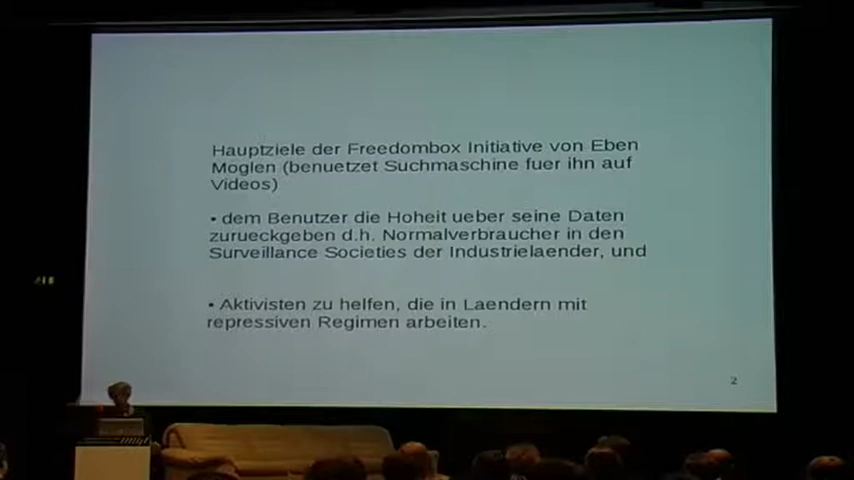 Hauptziele der Freedombox Initiative von Eben
Moglen (benuetzet Suchmaschine fuer ihn auf
Videos)
• dem Benutzer die Hoheit ueber seine Daten
zurueckgeben d.h. Normalverbraucher in den
Surveillance Societies der Industrielaender, und
• Aktivisten zu helfen, die in Laendern mit
repressiven Regimen arbeiten.
2